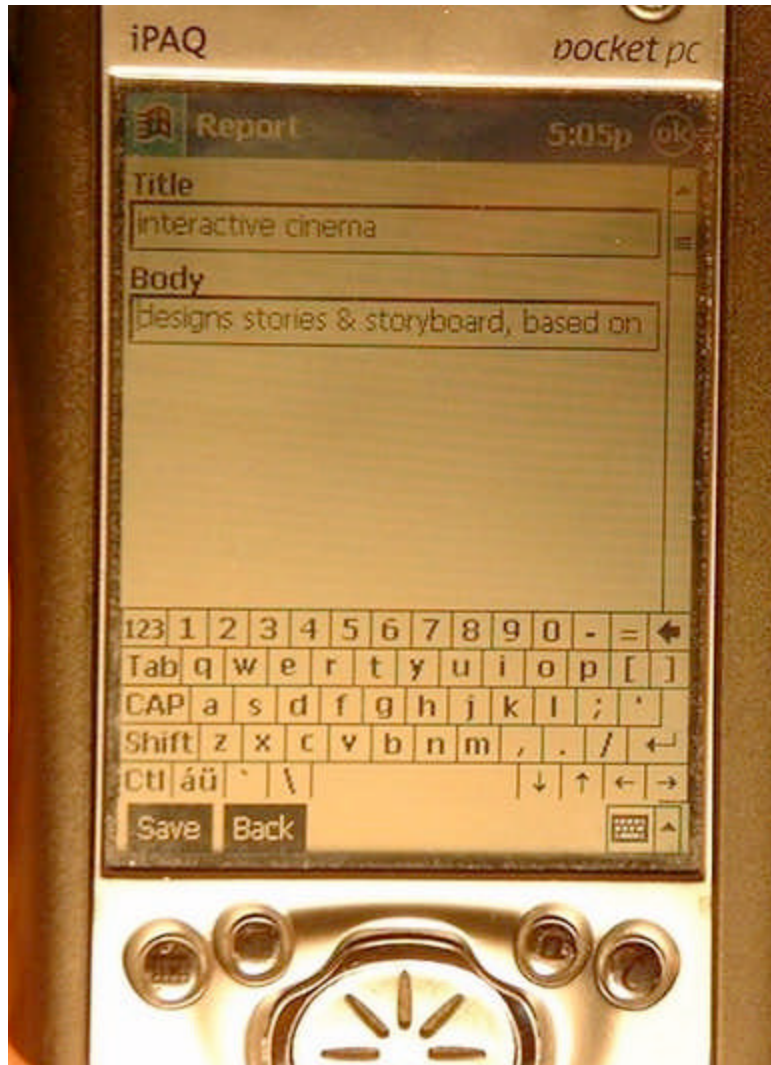 iPAQ pocket pc
Report 5:05p ok
Title
interactive cinema
Body
designs stories & storyboard, based on
123 1 2 3 4 5 6 7 8 9 0 - =
Tab q w e r t y u i o p [ ]
CAP a s d f g h j k l ; '
Shift z x c v b n m , . /
Ctl áü ` \
Save Back